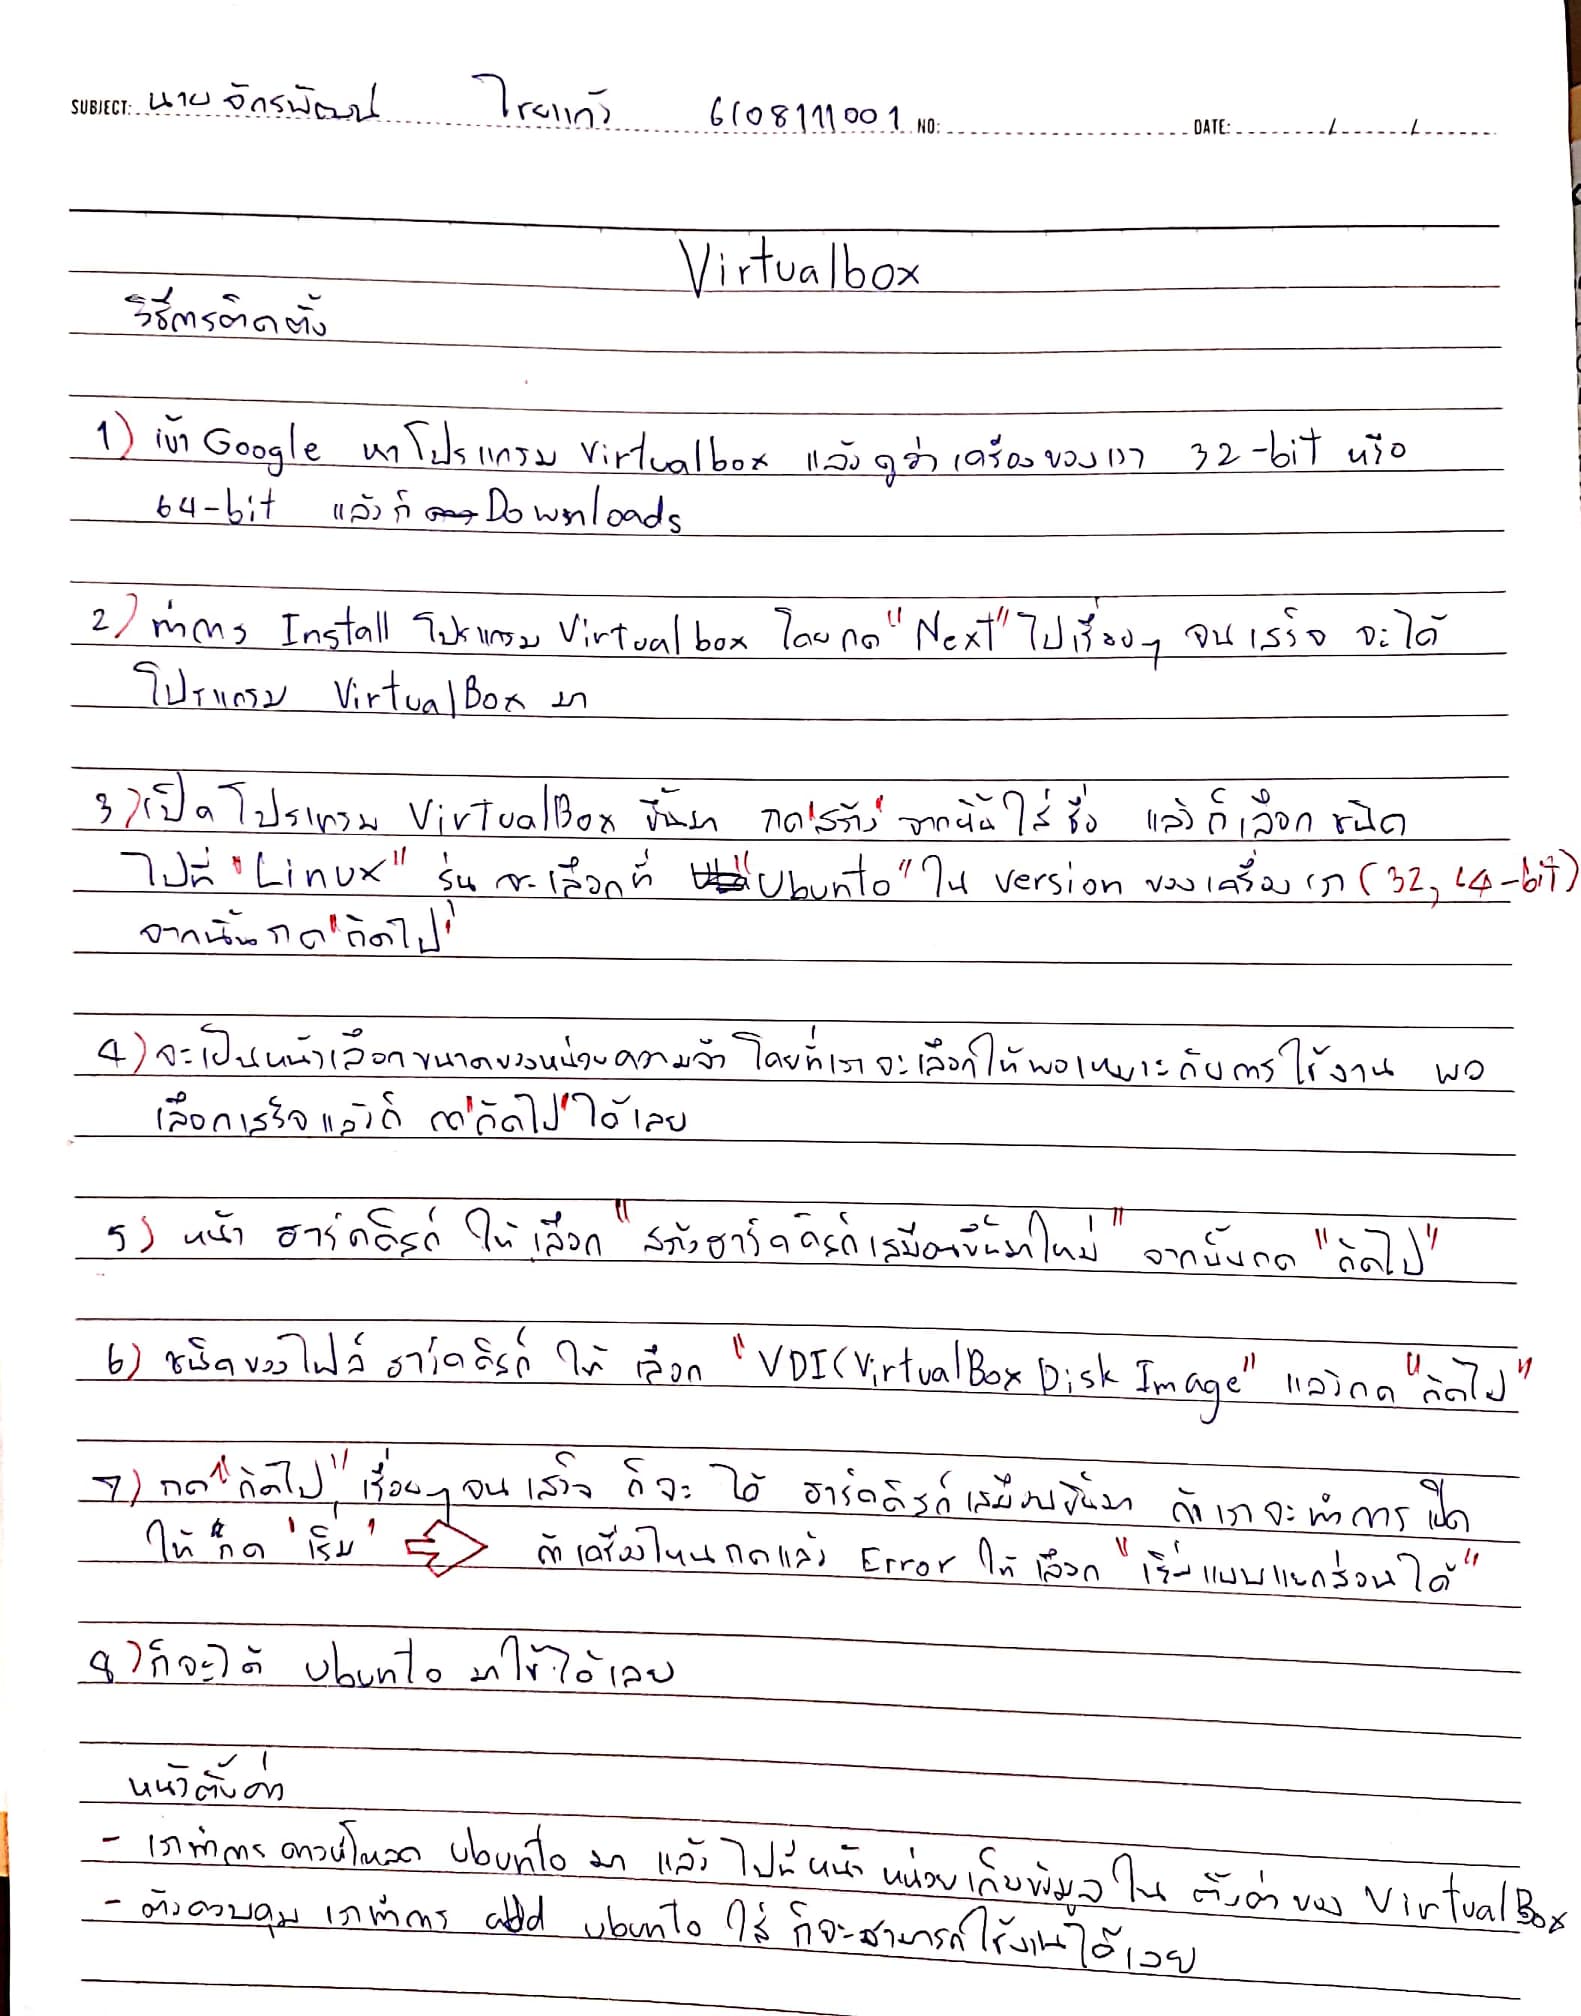 SUBJECT: นาย จักรพัฒน์ ไรยแก้ว 6108111001 NO: DATE: / /
Virtualbox
วิธีการติดตั้ง
1) เข้า Google หาโปรแกรม Virtualbox แล้วดูว่าเครื่องของเรา 32-bit หรือ
64-bit แล้วก็ Downloads
2) ทำการ Install โปรแกรม Virtualbox โดยกด "Next" ไปเรื่อยๆ จนเสร็จ จะได้
โปรแกรม VirtualBox มา
3) เปิดโปรแกรม VirtualBox ขึ้นมา กด"สร้าง" จากนั้นใส่ชื่อ แล้วก็เลือกชนิด
ไปที่ "Linux" รุ่น จะเลือกที่ "Ubunto" ใน version ของเครื่องเรา (32, 64-bit)
จากนั้นกด"ถัดไป"
4) จะเป็นหน้าเลือกขนาดของหน่วยความจำ โดยที่เราจะเลือกให้พอเหมาะกับการใช้งาน พอ
เลือกเสร็จแล้วก็ กด"ถัดไป"ได้เลย
5) หน้า ฮาร์ดดิสก์ ให้เลือก "สร้างฮาร์ดดิสก์เสมือนขึ้นมาใหม่" จากนั้นกด "ถัดไป"
6) ชนิดของไฟล์ ฮาร์ดดิสก์ ให้ เลือก "VDI(VirtualBox Disk Image" แล้วกด "ถัดไป"
7) กด "ถัดไป" เรื่อยๆ จนเสร็จ ก็จะ ได้ ฮาร์ดดิสก์เสมือนขึ้นมา ถ้าเราจะทำการ เปิด
ให้ กด 'เริ่ม' ถ้าเครื่องไหนกดแล้ว Error ให้เลือก "เริ่มแบบแยกส่วนได้"
8) ก็จะได้ Ubunto มาใช้ได้เลย
หน้าตั้งค่า
- เราทำการดาวน์โหลด Ubunto มา แล้วไปที่หน้า หน่วยเก็บข้อมูล ใน ตั้งค่าของ VirtualBox
- ตัวควบคุม เราทำการ add ubunto ใส่ ก็จะสามารถใช้งานได้เลย